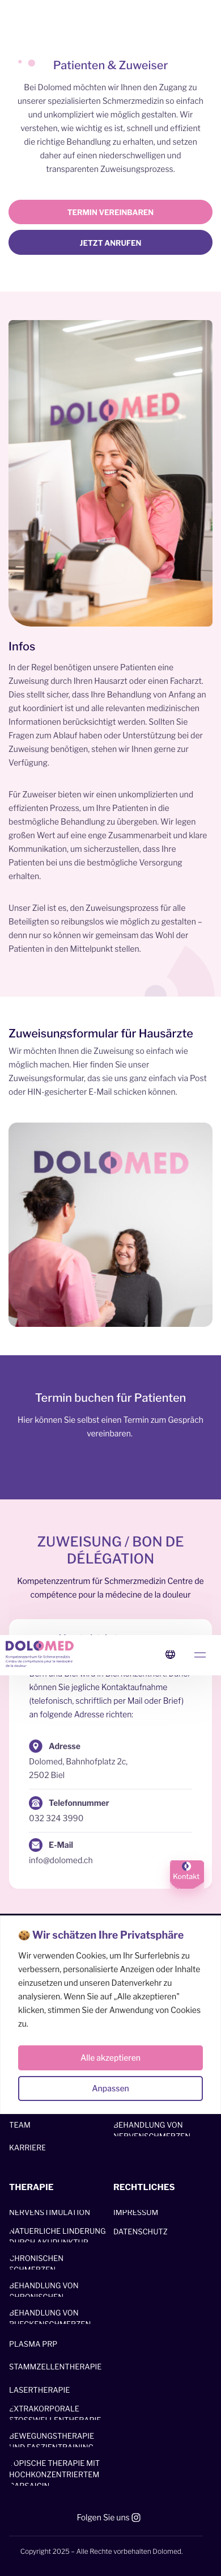 Patienten & Zuweiser
Bei Dolomed möchten wir Ihnen den Zugang zu
unserer spezialisierten Schmerzmedizin so einfach
und unkompliziert wie möglich gestalten. Wir
verstehen, wie wichtig es ist, schnell und effizient
die richtige Behandlung zu erhalten, und setzen
daher auf einen niederschwelligen und
transparenten Zuweisungsprozess.
TERMIN VEREINBAREN
JETZT ANRUFEN
DOLOMED
Infos
In der Regel benötigen unsere Patienten eine
Zuweisung durch Ihren Hausarzt oder einen Facharzt.
Dies stellt sicher, dass Ihre Behandlung von Anfang an
gut koordiniert ist und alle relevanten medizinischen
Informationen berücksichtigt werden. Sollten Sie
Fragen zum Ablauf haben oder Unterstützung bei der
Zuweisung benötigen, stehen wir Ihnen gerne zur
Verfügung.
Für Zuweiser bieten wir einen unkomplizierten und
effizienten Prozess, um Ihre Patienten in die
bestmögliche Behandlung zu übergeben. Wir legen
großen Wert auf eine enge Zusammenarbeit und klare
Kommunikation, um sicherzustellen, dass Ihre
Patienten bei uns die bestmögliche Versorgung
erhalten.
Unser Ziel ist es, den Zuweisungsprozess für alle
Beteiligten so reibungslos wie möglich zu gestalten –
denn nur so können wir gemeinsam das Wohl der
Patienten in den Mittelpunkt stellen.
Zuweisungsformular für Hausärzte
Wir möchten Ihnen die Zuweisung so einfach wie
möglich machen. Hier finden Sie unser
Zuweisungsformular, das sie uns ganz einfach via Post
oder HIN-gesicherter E-Mail schicken können.
DOLOMED
Termin buchen für Patienten
Hier können Sie selbst einen Termin zum Gespräch
vereinbaren.
ZUWEISUNG / BON DE
DÉLÉGATION
Kompetenzzentrum für Schmerzmedizin Centre de
compétence pour la médecine de la douleur
DOLOMED
Kompetenzzentrum für Schmerzmedizin
Centre de compétence pour la médecine
de la douleur
können Sie jegliche Kontaktaufnahme
(telefonisch, schriftlich per Mail oder Brief)
an folgende Adresse richten:
Adresse
Dolomed, Bahnhofplatz 2c,
2502 Biel
Telefonnummer
032 324 3990
E-Mail
info@dolomed.ch
Kontakt
Wir schätzen Ihre Privatsphäre
Wir verwenden Cookies, um Ihr Surferlebnis zu
verbessern, personalisierte Anzeigen oder Inhalte
einzusetzen und unseren Datenverkehr zu
analysieren. Wenn Sie auf „Alle akzeptieren"
klicken, stimmen Sie der Anwendung von Cookies
zu.
Alle akzeptieren
Anpassen
TEAM
BEHANDLUNG VON
NERVENSCHMERZEN
KARRIERE
THERAPIE
RECHTLICHES
NERVENSTIMULATION
IMPRESSUM
NATUERLICHE LINDERUNG
DURCH AKUPUNKTUR
DATENSCHUTZ
CHRONISCHEN
SCHMERZEN
BEHANDLUNG VON
CHRONISCHEN
BEHANDLUNG VON
RUECKENSCHMERZEN
PLASMA PRP
STAMMZELLENTHERAPIE
LASERTHERAPIE
EXTRAKORPORALE
STOSSWELLENTHERAPIE
BEWEGUNGSTHERAPIE
UND FASZIENTRAINING
TOPISCHE THERAPIE MIT
HOCHKONZENTRIERTEM
CAPSAICIN
Folgen Sie uns
Copyright 2025 – Alle Rechte vorbehalten Dolomed.